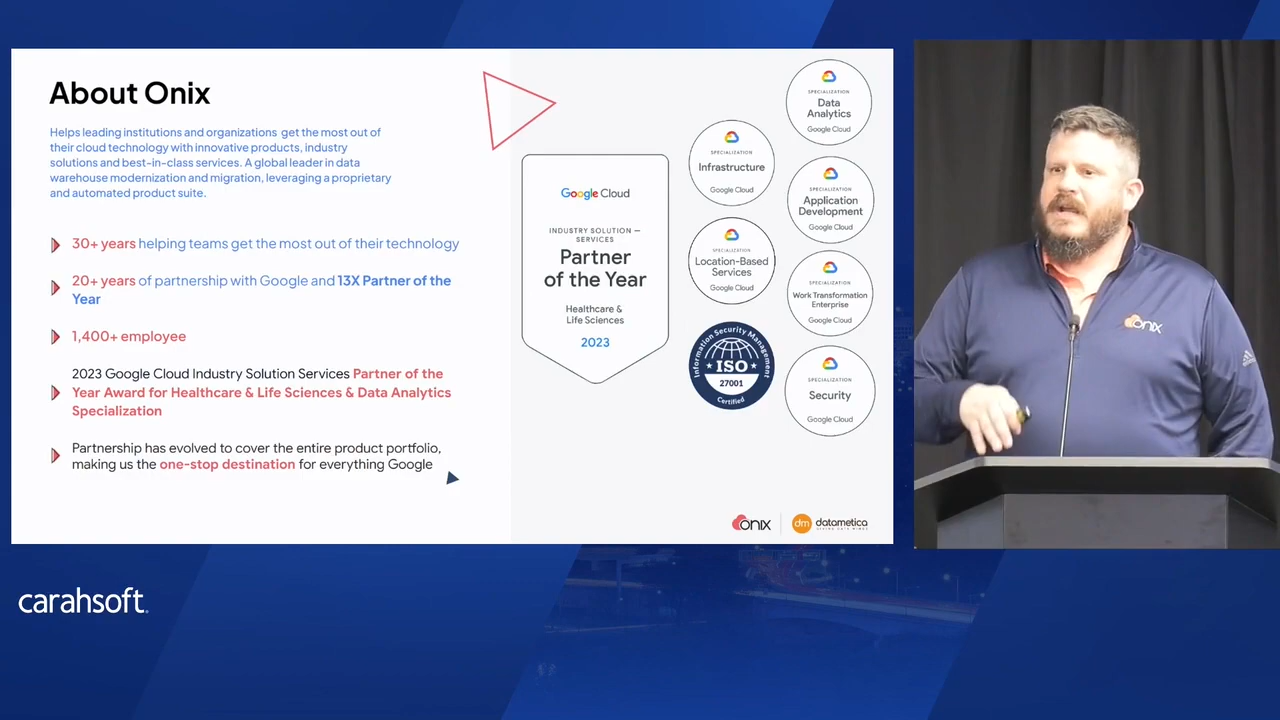 About Onix
Helps leading institutions and organizations get the most out of
their cloud technology with innovative products, industry
solutions and best-in-class services. A global leader in data
warehouse modernization and migration, leveraging a proprietary
and automated product suite.
30+ years helping teams get the most out of their technology
20+ years of partnership with Google and 13X Partner of the
Year
1,400+ employee
2023 Google Cloud Industry Solution Services Partner of the
Year Award for Healthcare & Life Sciences & Data Analytics
Specialization
Partnership has evolved to cover the entire product portfolio,
making us the one-stop destination for everything Google
Google Cloud
INDUSTRY SOLUTION —
SERVICES
Partner
of the Year
Healthcare &
Life Sciences
2023
SPECIALIZATION
Infrastructure
Google Cloud
SPECIALIZATION
Location-Based
Services
Google Cloud
Information Security Management
ISO
27001
Certified
SPECIALIZATION
Data
Analytics
Google Cloud
SPECIALIZATION
Application
Development
Google Cloud
SPECIALIZATION
Work Transformation
Enterprise
Google Cloud
SPECIALIZATION
Security
Google Cloud
onix
dm datametica
GIVING DATA WINGS
onix
carahsoft.